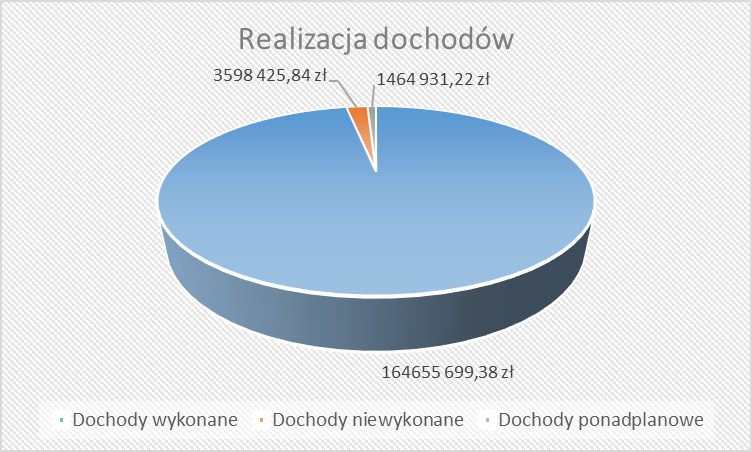 Realizacja dochodów
3598 425,84 zł
1464 931,22 zł
164655 699,38 zł
Dochody wykonane
Dochody niewykonane
Dochody ponadplanowe